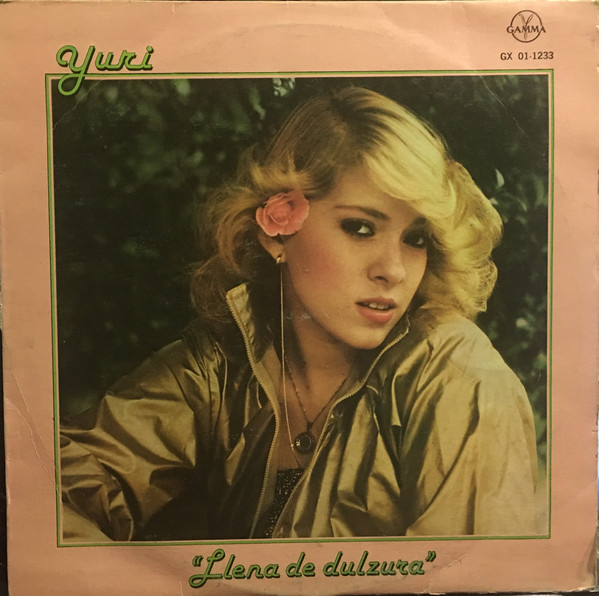 Yuri
GAMMA
GX 01-1233
"Llena de dulzura"